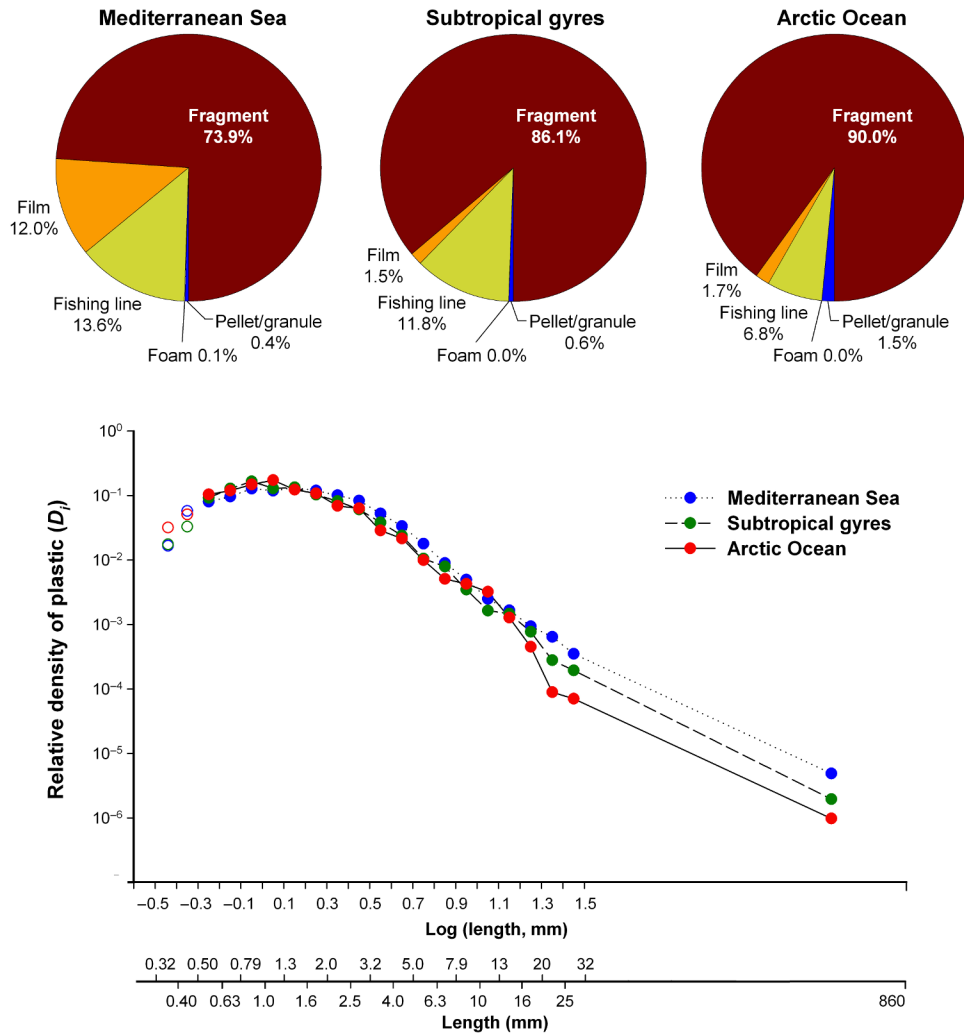 Mediterranean Sea
Fragment
73.9%
Film
12.0%
Fishing line
13.6%
Foam 0.1%
Pellet/granule
0.4%
Subtropical gyres
Fragment
86.1%
Film
1.5%
Fishing line
11.8%
Foam 0.0%
Pellet/granule
0.6%
Arctic Ocean
Fragment
90.0%
Film
1.7%
Fishing line
6.8%
Foam 0.0%
Pellet/granule
1.5%
Relative density of plastic (Dᵢ)
10⁰
10⁻¹
10⁻²
10⁻³
10⁻⁴
10⁻⁵
10⁻⁶
Mediterranean Sea
Subtropical gyres
Arctic Ocean
−0.5 −0.3 −0.1 0.1 0.3 0.5 0.7 0.9 1.1 1.3 1.5
Log (length, mm)
0.32 0.50 0.79 1.3 2.0 3.2 5.0 7.9 13 20 32
0.40 0.63 1.0 1.6 2.5 4.0 6.3 10 16 25 860
Length (mm)